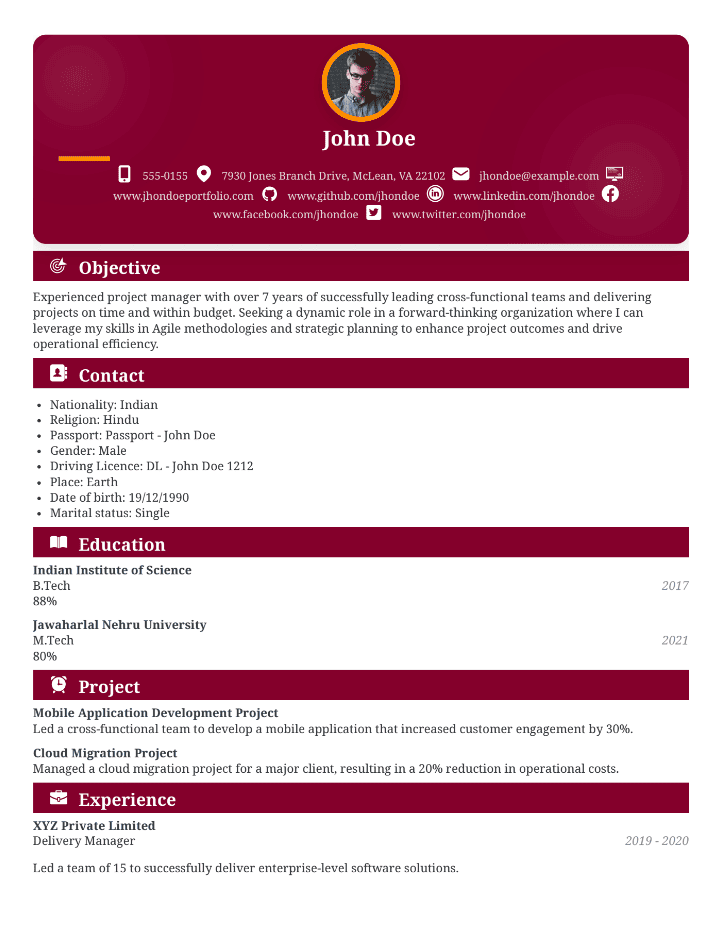 John Doe
555-0155 7930 Jones Branch Drive, McLean, VA 22102 jhondoe@example.com
www.jhondoeportfolio.com www.github.com/jhondoe www.linkedin.com/jhondoe
www.facebook.com/jhondoe www.twitter.com/jhondoe
Objective
Experienced project manager with over 7 years of successfully leading cross-functional teams and delivering
projects on time and within budget. Seeking a dynamic role in a forward-thinking organization where I can
leverage my skills in Agile methodologies and strategic planning to enhance project outcomes and drive
operational efficiency.
Contact
• Nationality: Indian
• Religion: Hindu
• Passport: Passport - John Doe
• Gender: Male
• Driving Licence: DL - John Doe 1212
• Place: Earth
• Date of birth: 19/12/1990
• Marital status: Single
Education
Indian Institute of Science
B.Tech 2017
88%
Jawaharlal Nehru University
M.Tech 2021
80%
Project
Mobile Application Development Project
Led a cross-functional team to develop a mobile application that increased customer engagement by 30%.
Cloud Migration Project
Managed a cloud migration project for a major client, resulting in a 20% reduction in operational costs.
Experience
XYZ Private Limited
Delivery Manager 2019 - 2020
Led a team of 15 to successfully deliver enterprise-level software solutions.